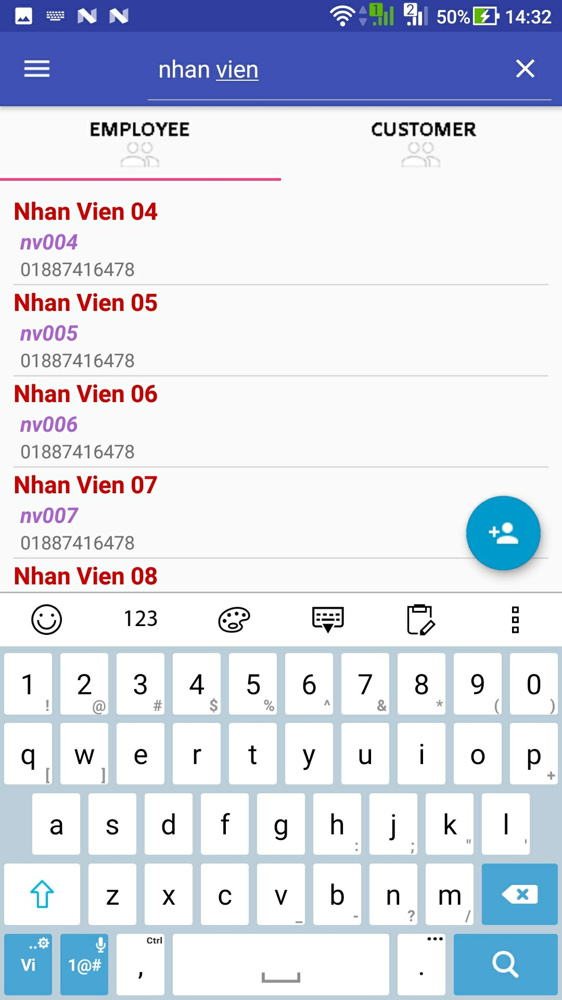 1 2 50% 14:32
nhan vien
EMPLOYEE CUSTOMER
Nhan Vien 04
nv004
01887416478
Nhan Vien 05
nv005
01887416478
Nhan Vien 06
nv006
01887416478
Nhan Vien 07
nv007
01887416478
Nhan Vien 08
123
1 ! 2 @ 3 # 4 $ 5 % 6 ^ 7 & 8 * 9 ( 0 )
q [ w ] e r t y u i o p +
a s d f g h : j ; k " l '
z x c v _ b - n ? m /
Vi 1@# Ctrl , .